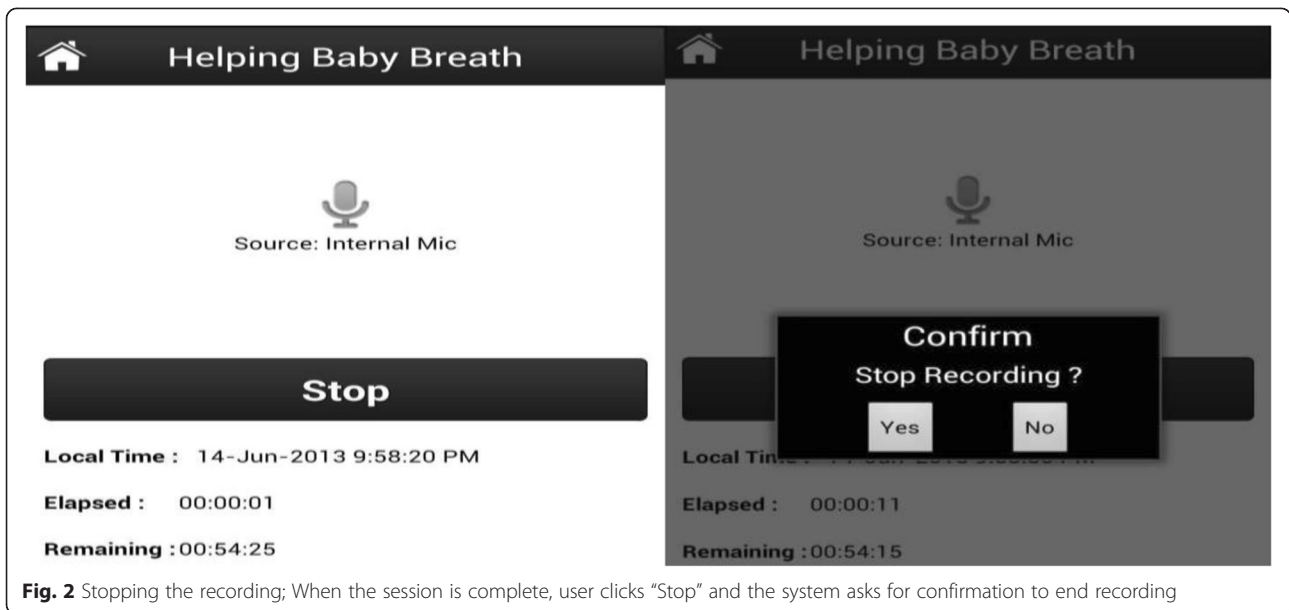 Helping Baby Breath
Source: Internal Mic
Stop
Local Time : 14-Jun-2013 9:58:20 PM
Elapsed : 00:00:01
Remaining :00:54:25
Helping Baby Breath
Source: Internal Mic
Confirm
Stop Recording ?
Yes No
Local
Elapsed : 00:00:11
Remaining :00:54:15
Fig. 2 Stopping the recording; When the session is complete, user clicks “Stop” and the system asks for confirmation to end recording